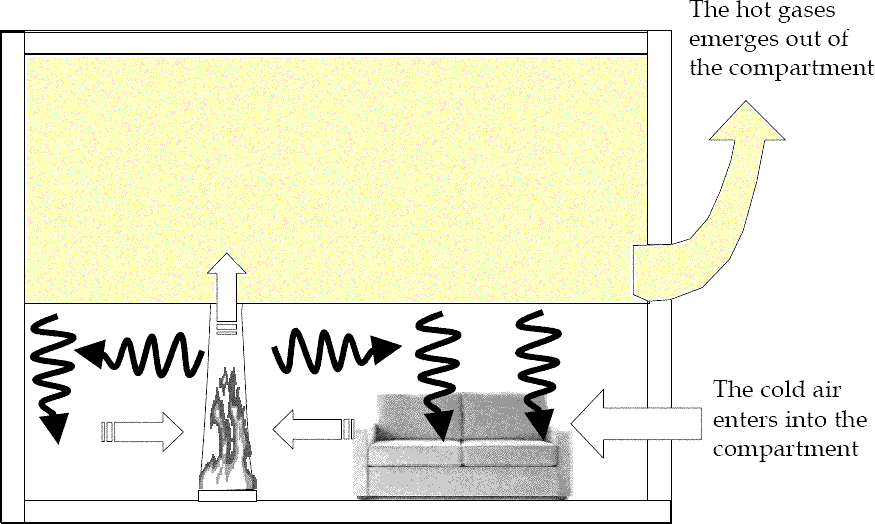 The hot gases
emerges out of
the compartment
The cold air
enters into the
compartment